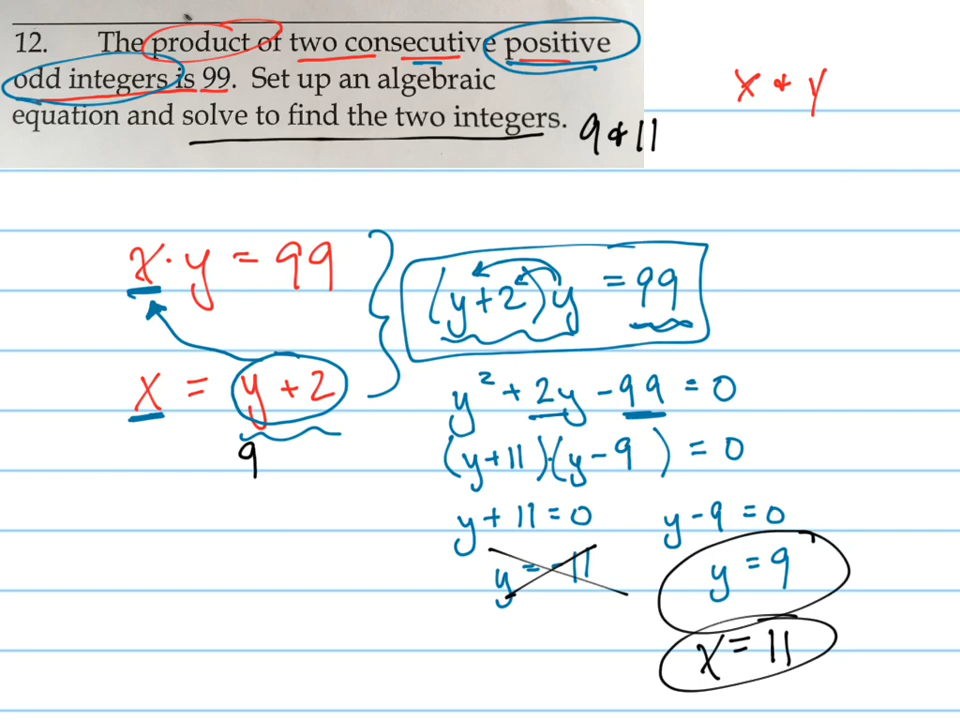 12. The product of two consecutive positive
odd integers is 99. Set up an algebraic
equation and solve to find the two integers.
9 & 11
x & y
x · y = 99
(y+2)y = 99
x = y + 2
9
y² + 2y - 99 = 0
(y+11)·(y-9) = 0
y + 11 = 0
y - 9 = 0
y = -11
y = 9
x = 11